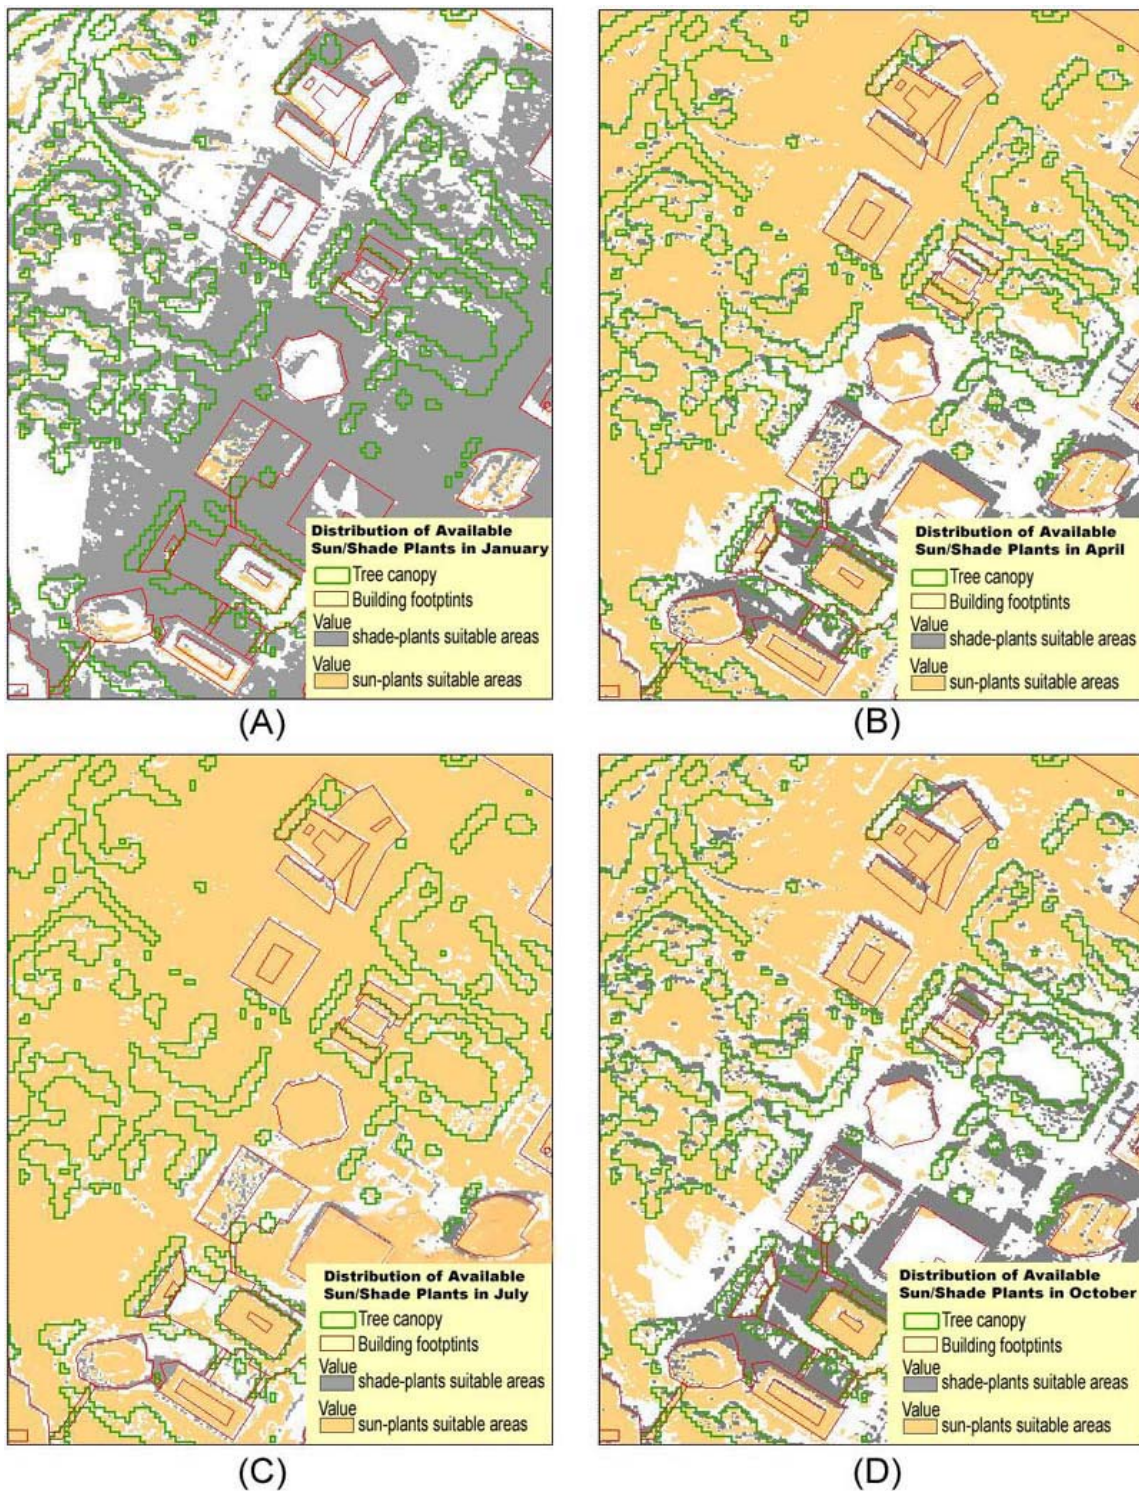 Distribution of Available
Sun/Shade Plants in January
Tree canopy
Building footptints
Value
shade-plants suitable areas
Value
sun-plants suitable areas
(A)
Distribution of Available
Sun/Shade Plants in April
Tree canopy
Building footptints
Value
shade-plants suitable areas
Value
sun-plants suitable areas
(B)
Distribution of Available
Sun/Shade Plants in July
Tree canopy
Building footptints
Value
shade-plants suitable areas
Value
sun-plants suitable areas
(C)
Distribution of Available
Sun/Shade Plants in October
Tree canopy
Building footptints
Value
shade-plants suitable areas
Value
sun-plants suitable areas
(D)